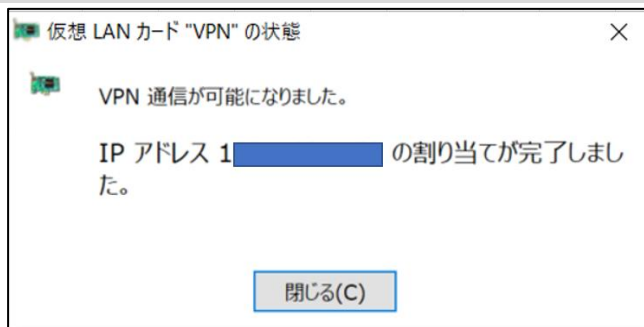 仮想 LAN カード "VPN" の状態
VPN 通信が可能になりました。
IP アドレス 1 の割り当てが完了しまし
た。
閉じる(C)